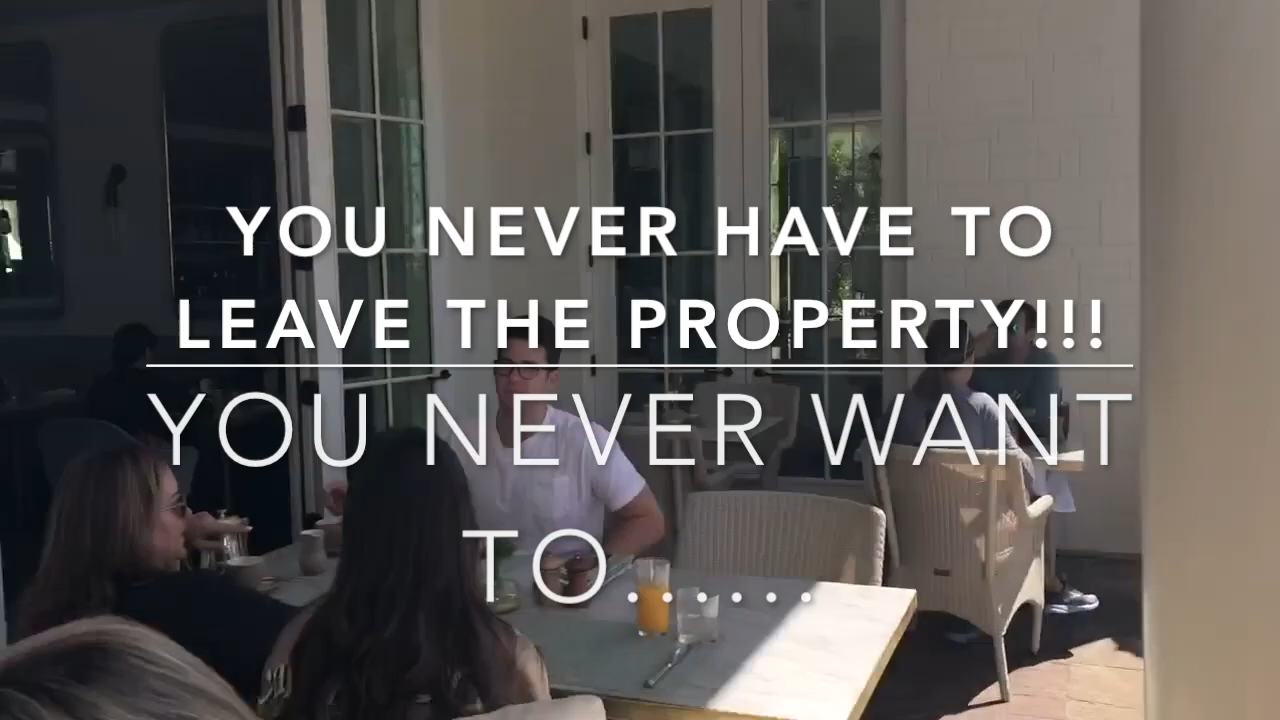 YOU NEVER HAVE TO
LEAVE THE PROPERTY!!!
YOU NEVER WANT
TO......